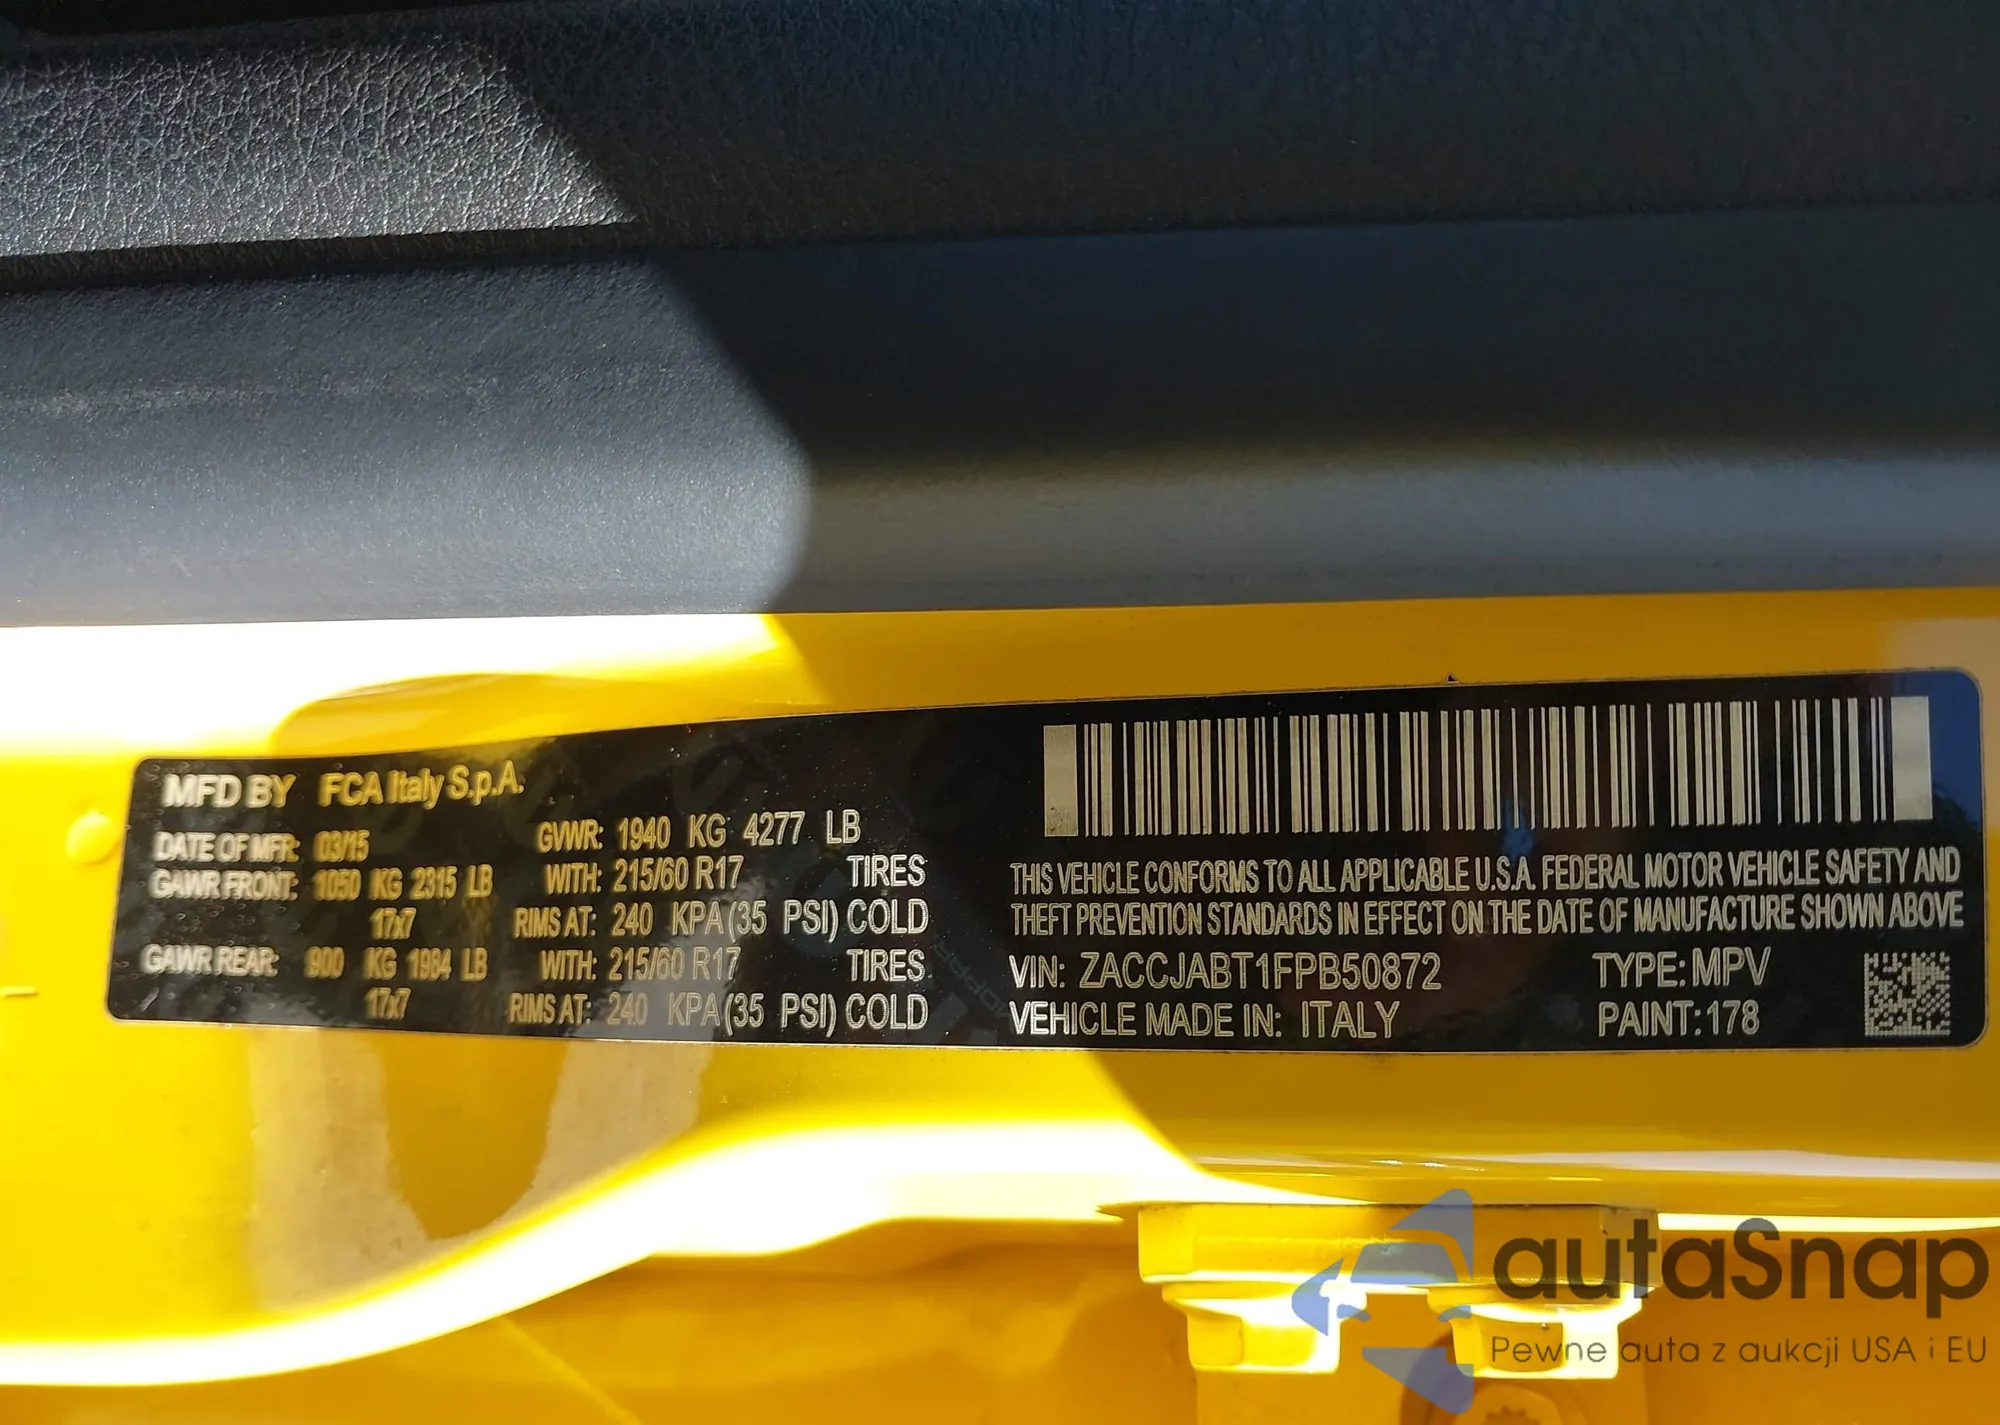 MFD BY FCA Italy S.p.A.
DATE OF MFR: 03/15 GVWR: 1940 KG 4277 LB
GAWR FRONT: 1050 KG 2315 LB WITH: 215/60 R17 TIRES
17x7 RIMS AT: 240 KPA (35 PSI) COLD
GAWR REAR: 900 KG 1984 LB WITH: 215/60 R17 TIRES
17x7 RIMS AT: 240 KPA (35 PSI) COLD
THIS VEHICLE CONFORMS TO ALL APPLICABLE U.S.A. FEDERAL MOTOR VEHICLE SAFETY AND
THEFT PREVENTION STANDARDS IN EFFECT ON THE DATE OF MANUFACTURE SHOWN ABOVE
VIN: ZACCJABT1FPB50872 TYPE: MPV
VEHICLE MADE IN: ITALY PAINT: 178
autaSnap
Pewne auta z aukcji USA i EU